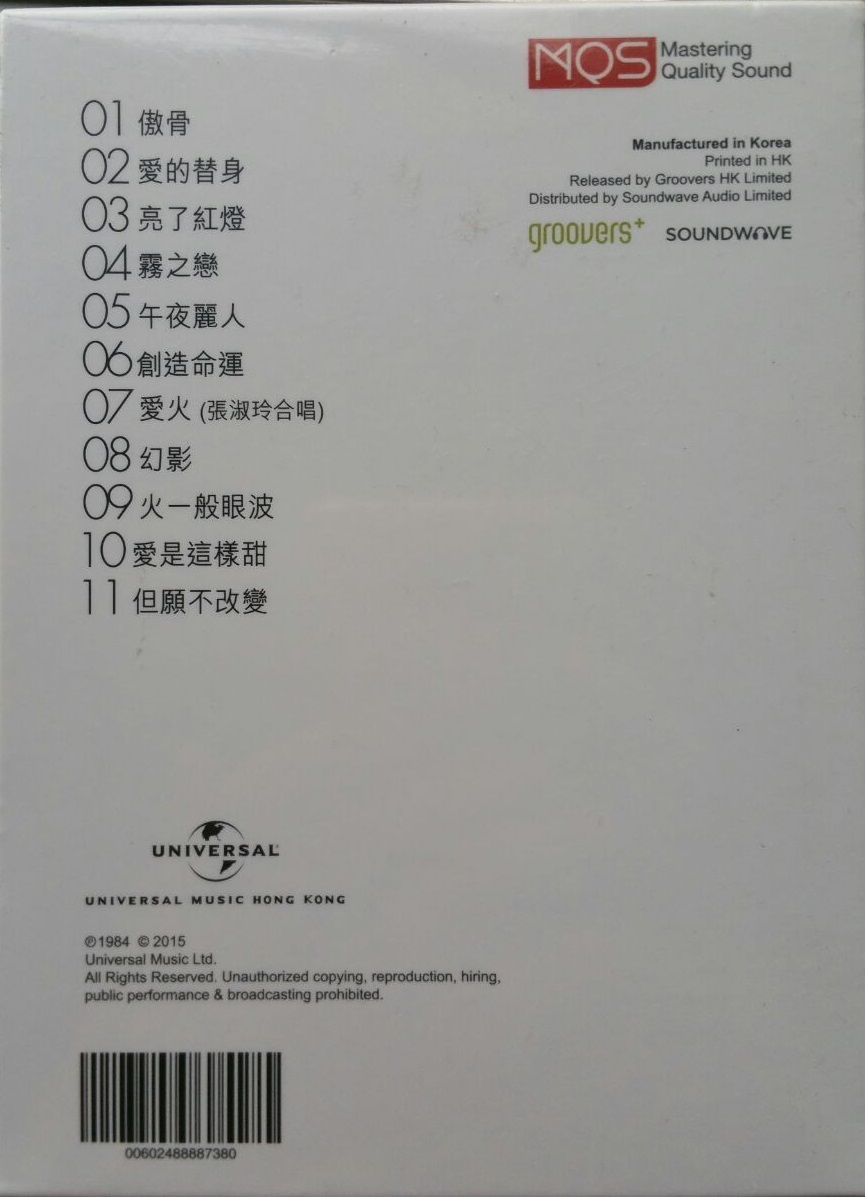 MQS Mastering
Quality Sound
01 傲骨
02 愛的替身
03 亮了紅燈
04 霧之戀
05 午夜麗人
06 創造命運
07 愛火 (張淑玲合唱)
08 幻影
09 火一般眼波
10 愛是這樣甜
11 但願不改變
Manufactured in Korea
Printed in HK
Released by Groovers HK Limited
Distributed by Soundwave Audio Limited
groovers+ SOUNDWAVE
UNIVERSAL
UNIVERSAL MUSIC HONG KONG
℗1984 ©2015
Universal Music Ltd.
All Rights Reserved. Unauthorized copying, reproduction, hiring,
public performance & broadcasting prohibited.
00602488887380